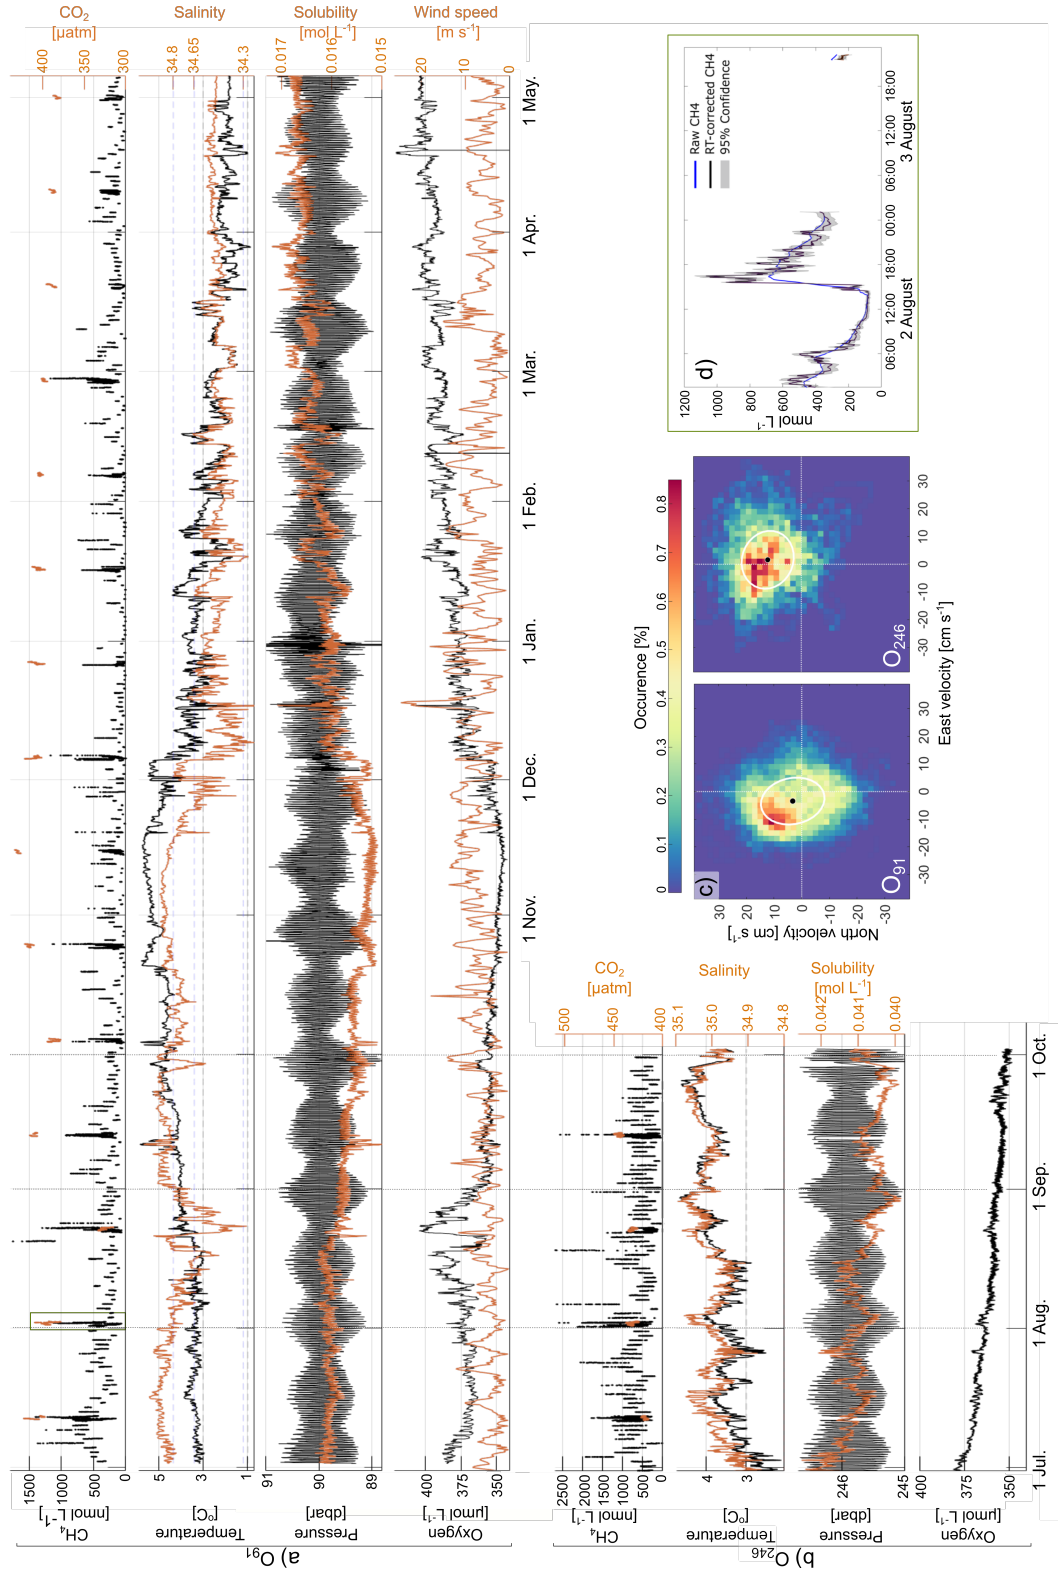 a) O₉₁
CH₄
[nmol L⁻¹]
1500
1000
500
0
CO₂
[µatm]
400
350
300
Temperature
[°C]
5
3
1
Salinity
34.8
34.65
34.3
Pressure
[dbar]
91
90
89
Solubility
[mol L⁻¹]
0.017
0.016
0.015
Oxygen
[µmol L⁻¹]
400
375
350
Wind speed
[m s⁻¹]
20
10
0
1 Nov.
1 Dec.
1 Jan.
1 Feb.
1 Mar.
1 Apr.
1 May.
b) O₂₄₆
CH₄
[nmol L⁻¹]
2500
2000
1500
1000
500
0
CO₂
[µatm]
500
450
400
Temperature
[°C]
4
3
Salinity
35.1
35.0
34.9
34.8
Pressure
[dbar]
246
245
Solubility
[mol L⁻¹]
0.042
0.041
0.040
Oxygen
[µmol L⁻¹]
400
375
350
1 Jul.
1 Aug.
1 Sep.
1 Oct.
c)
Occurence [%]
0 0.1 0.2 0.3 0.4 0.5 0.6 0.7 0.8
North velocity [cm s⁻¹]
30
20
10
0
-10
-20
-30
O₉₁
O₂₄₆
-30 -20 -10 0 10 20 30
-30 -20 -10 0 10 20 30
East velocity [cm s⁻¹]
d)
nmol L⁻¹
1200
1000
800
600
400
200
0
Raw CH4
RT-corrected CH4
95% Confidence
06:00 12:00 18:00 00:00 06:00 12:00 18:00
2 August
3 August